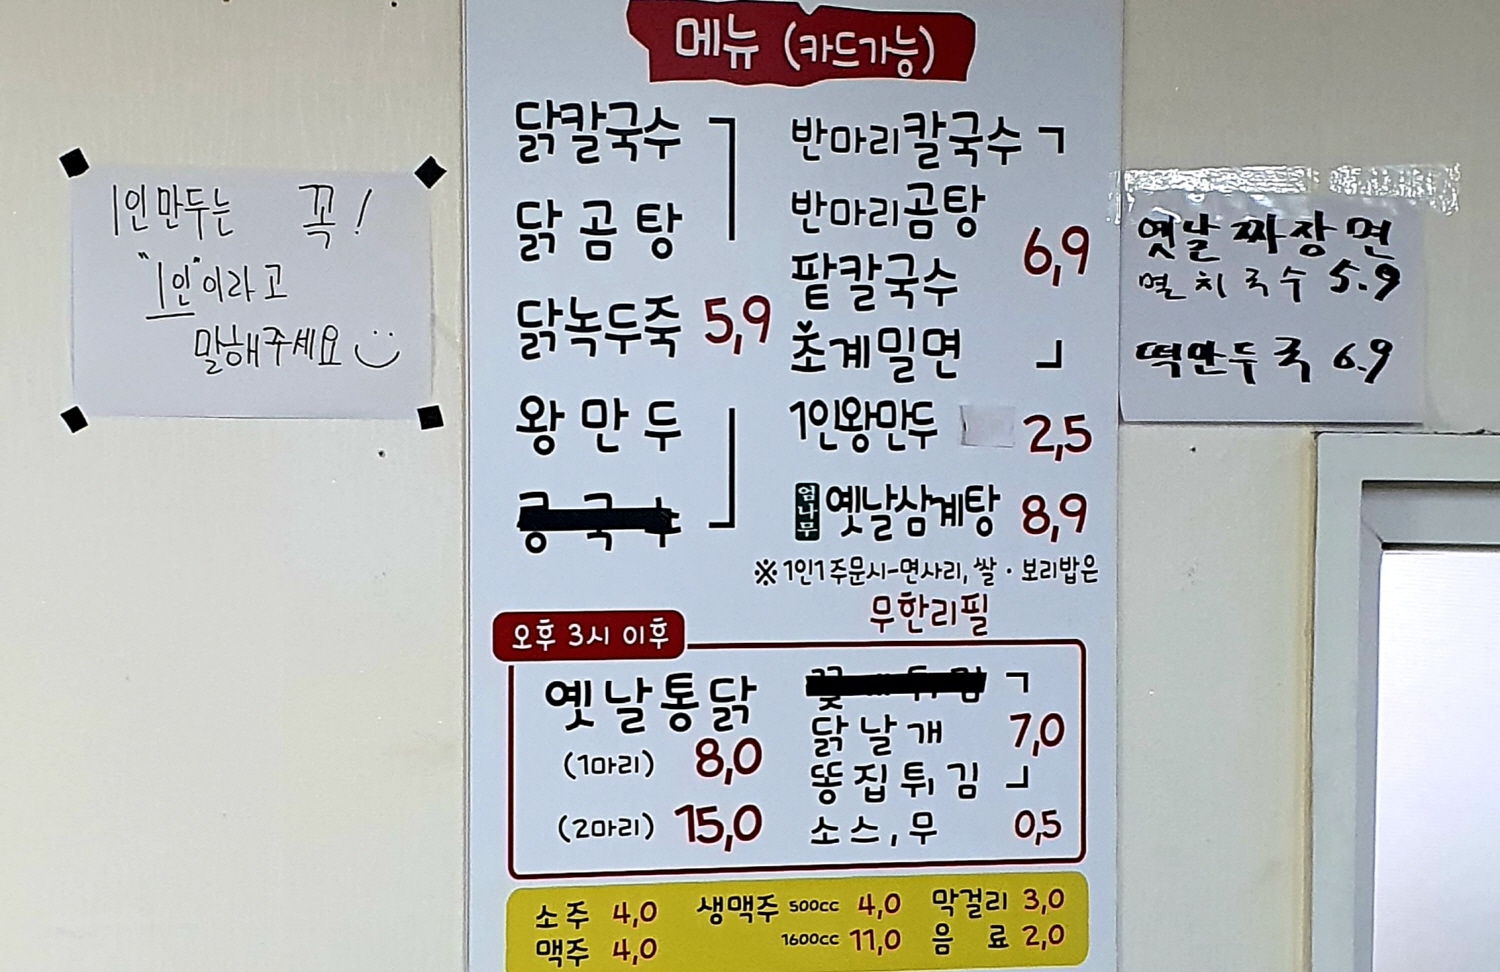 메뉴 (카드가능)
닭칼국수
닭곰탕
닭녹두죽 5,9
왕만두
콩국수
반마리칼국수
반마리곰탕
6,9
팥칼국수
초계밀면
1인왕만두 2,5
엄나무 옛날삼계탕 8,9
※ 1인1주문시-면사리, 쌀·보리밥은
무한리필
오후 3시 이후
옛날통닭
(1마리) 8,0
(2마리) 15,0
닭날개 7,0
똥집튀김
소스, 무 0,5
소주 4,0
맥주 4,0
생맥주 500cc 4,0
1600cc 11,0
막걸리 3,0
음료 2,0
1인만두는 꼭!
"1인"이라고
말해주세요
옛날짜장면
멸치국수 5.9
떡만두국 6.9